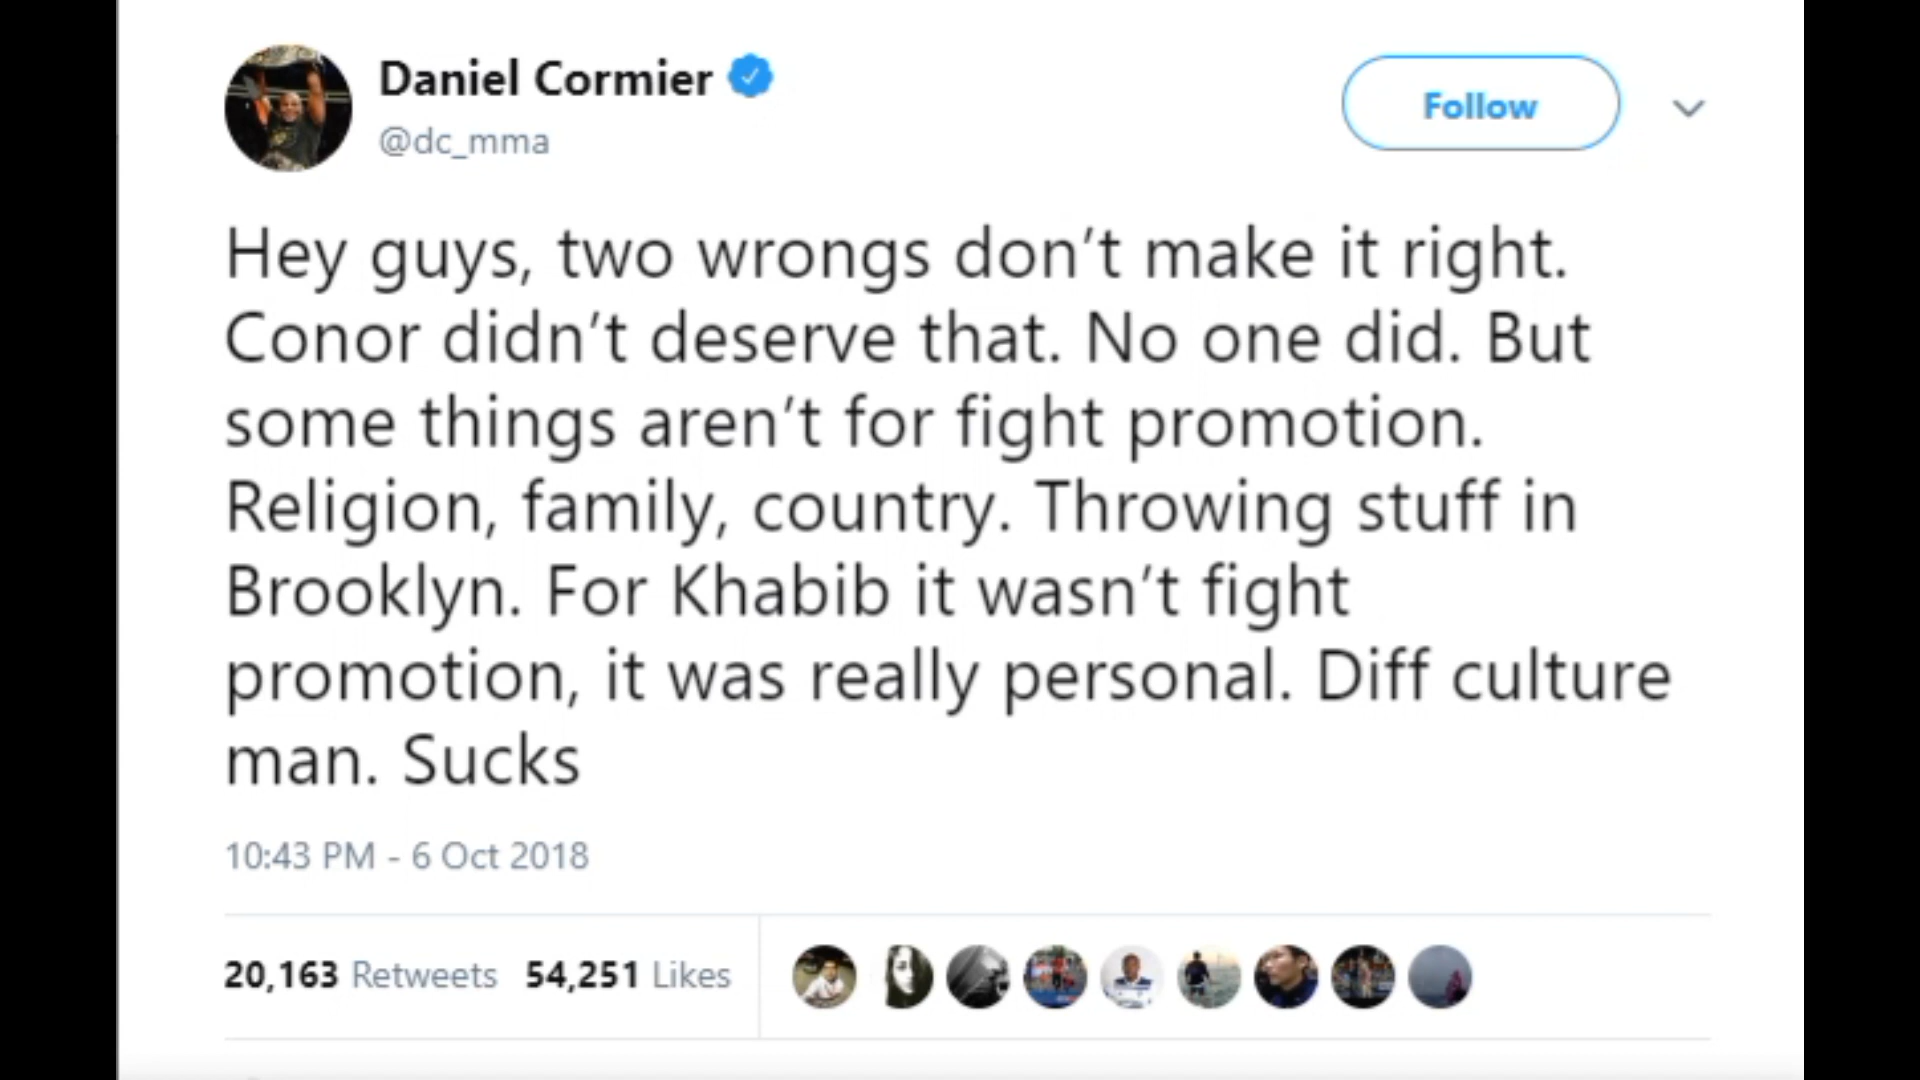 Daniel Cormier
@dc_mma
Follow
Hey guys, two wrongs don’t make it right.
Conor didn’t deserve that. No one did. But
some things aren’t for fight promotion.
Religion, family, country. Throwing stuff in
Brooklyn. For Khabib it wasn’t fight
promotion, it was really personal. Diff culture
man. Sucks
10:43 PM - 6 Oct 2018
20,163 Retweets 54,251 Likes